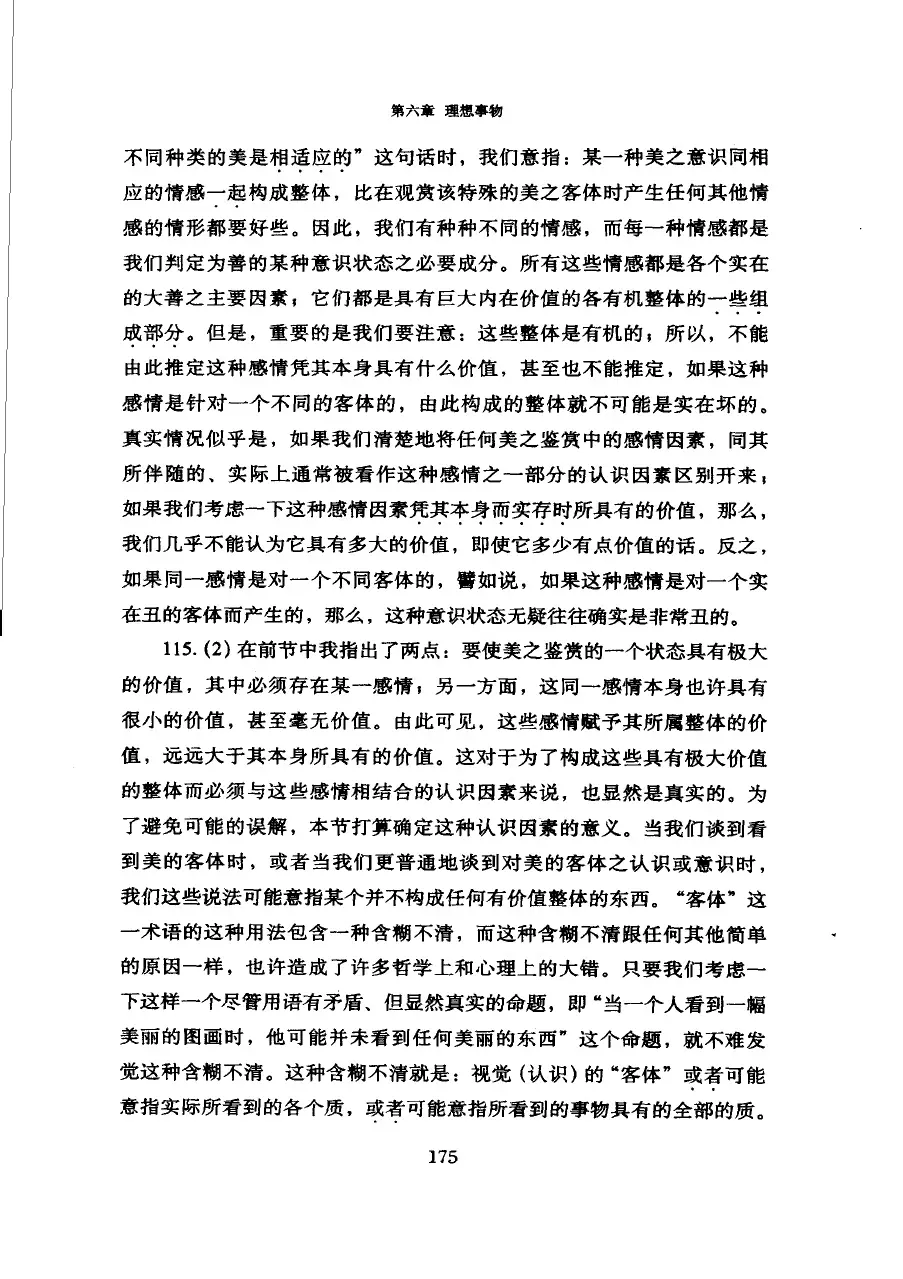 第六章 理想事物
不同种类的美是相适应的”这句话时，我们意指：某一种美之意识同相
应的情感一起构成整体，比在观赏该特殊的美之客体时产生任何其他情
感的情形都要好些。因此，我们有种种不同的情感，而每一种情感都是
我们判定为善的某种意识状态之必要成分。所有这些情感都是各个实在
的大善之主要因素；它们都是具有巨大内在价值的各有机整体的一些组
成部分。但是，重要的是我们要注意：这些整体是有机的；所以，不能
由此推定这种感情凭其本身具有什么价值，甚至也不能推定，如果这种
感情是针对一个不同的客体的，由此构成的整体就不可能是实在坏的。
真实情况似乎是，如果我们清楚地将任何美之鉴赏中的感情因素，同其
所伴随的、实际上通常被看作这种感情之一部分的认识因素区别开来；
如果我们考虑一下这种感情因素凭其本身而实存时所具有的价值，那么，
我们几乎不能认为它具有多大的价值，即使它多少有点价值的话。反之，
如果同一感情是对一个不同客体的，譬如说，如果这种感情是对一个实
在丑的客体而产生的，那么，这种意识状态无疑往往确实是非常丑的。
115. (2) 在前节中我指出了两点：要使美之鉴赏的一个状态具有极大
的价值，其中必须存在某一感情；另一方面，这同一感情本身也许具有
很小的价值，甚至毫无价值。由此可见，这些感情赋予其所属整体的价
值，远远大于其本身所具有的价值。这对于为了构成这些具有极大价值
的整体而必须与这些感情相结合的认识因素来说，也显然是真实的。为
了避免可能的误解，本节打算确定这种认识因素的意义。当我们谈到看
到美的客体时，或者当我们更普通地谈到对美的客体之认识或意识时，
我们这些说法可能意指某个并不构成任何有价值整体的东西。“客体”这
一术语的这种用法包含一种含糊不清，而这种含糊不清跟任何其他简单
的原因一样，也许造成了许多哲学上和心理上的大错。只要我们考虑一
下这样一个尽管用语有矛盾、但显然真实的命题，即“当一个人看到一幅
美丽的图画时，他可能并未看到任何美丽的东西”这个命题，就不难发
觉这种含糊不清。这种含糊不清就是：视觉 (认识) 的“客体”或者可能
意指实际所看到的各个质，或者可能意指所看到的事物具有的全部的质。
175